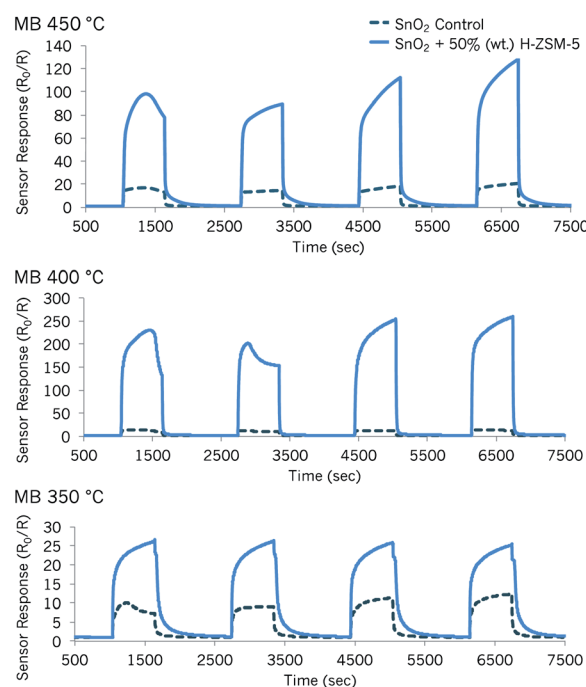 MB 450 °C
SnO₂ Control
SnO₂ + 50% (wt.) H-ZSM-5
Sensor Response (R₀/R)
140
120
100
80
60
40
20
0
500 1500 2500 3500 4500 5500 6500 7500
Time (sec)
MB 400 °C
Sensor Response (R₀/R)
300
250
200
150
100
50
0
500 1500 2500 3500 4500 5500 6500 7500
Time (sec)
MB 350 °C
Sensor Response (R₀/R)
30
25
20
15
10
5
0
500 1500 2500 3500 4500 5500 6500 7500
Time (sec)